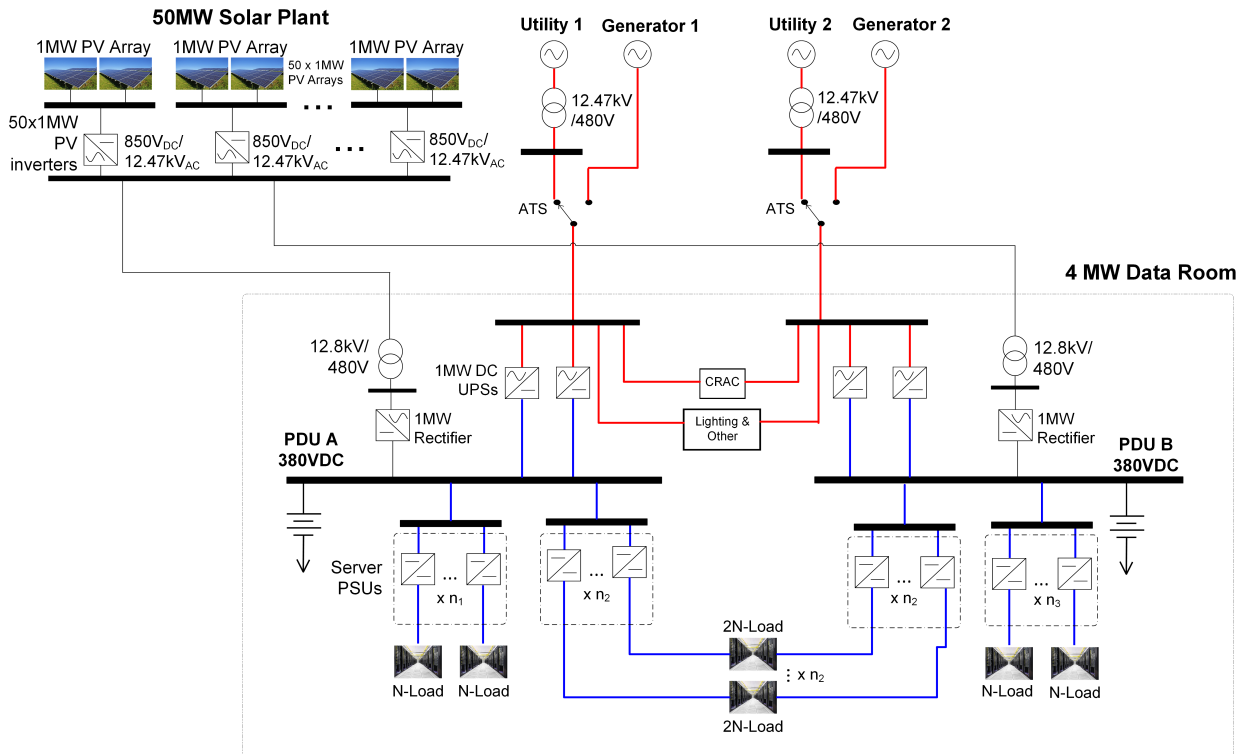 50MW Solar Plant
1MW PV Array
1MW PV Array
1MW PV Array
50 x 1MW
PV Arrays
...
50x1MW
PV
inverters
850VDC/
12.47kVAC
850VDC/
12.47kVAC
...
850VDC/
12.47kVAC
Utility 1
Generator 1
12.47kV
/480V
ATS
Utility 2
Generator 2
12.47kV
/480V
ATS
4 MW Data Room
12.8kV/
480V
1MW
Rectifier
1MW DC
UPSs
CRAC
Lighting &
Other
12.8kV/
480V
1MW
Rectifier
PDU A
380VDC
PDU B
380VDC
Server
PSUs
...
x n1
...
x n2
...
x n2
...
x n3
N-Load
N-Load
2N-Load
x n2
2N-Load
N-Load
N-Load